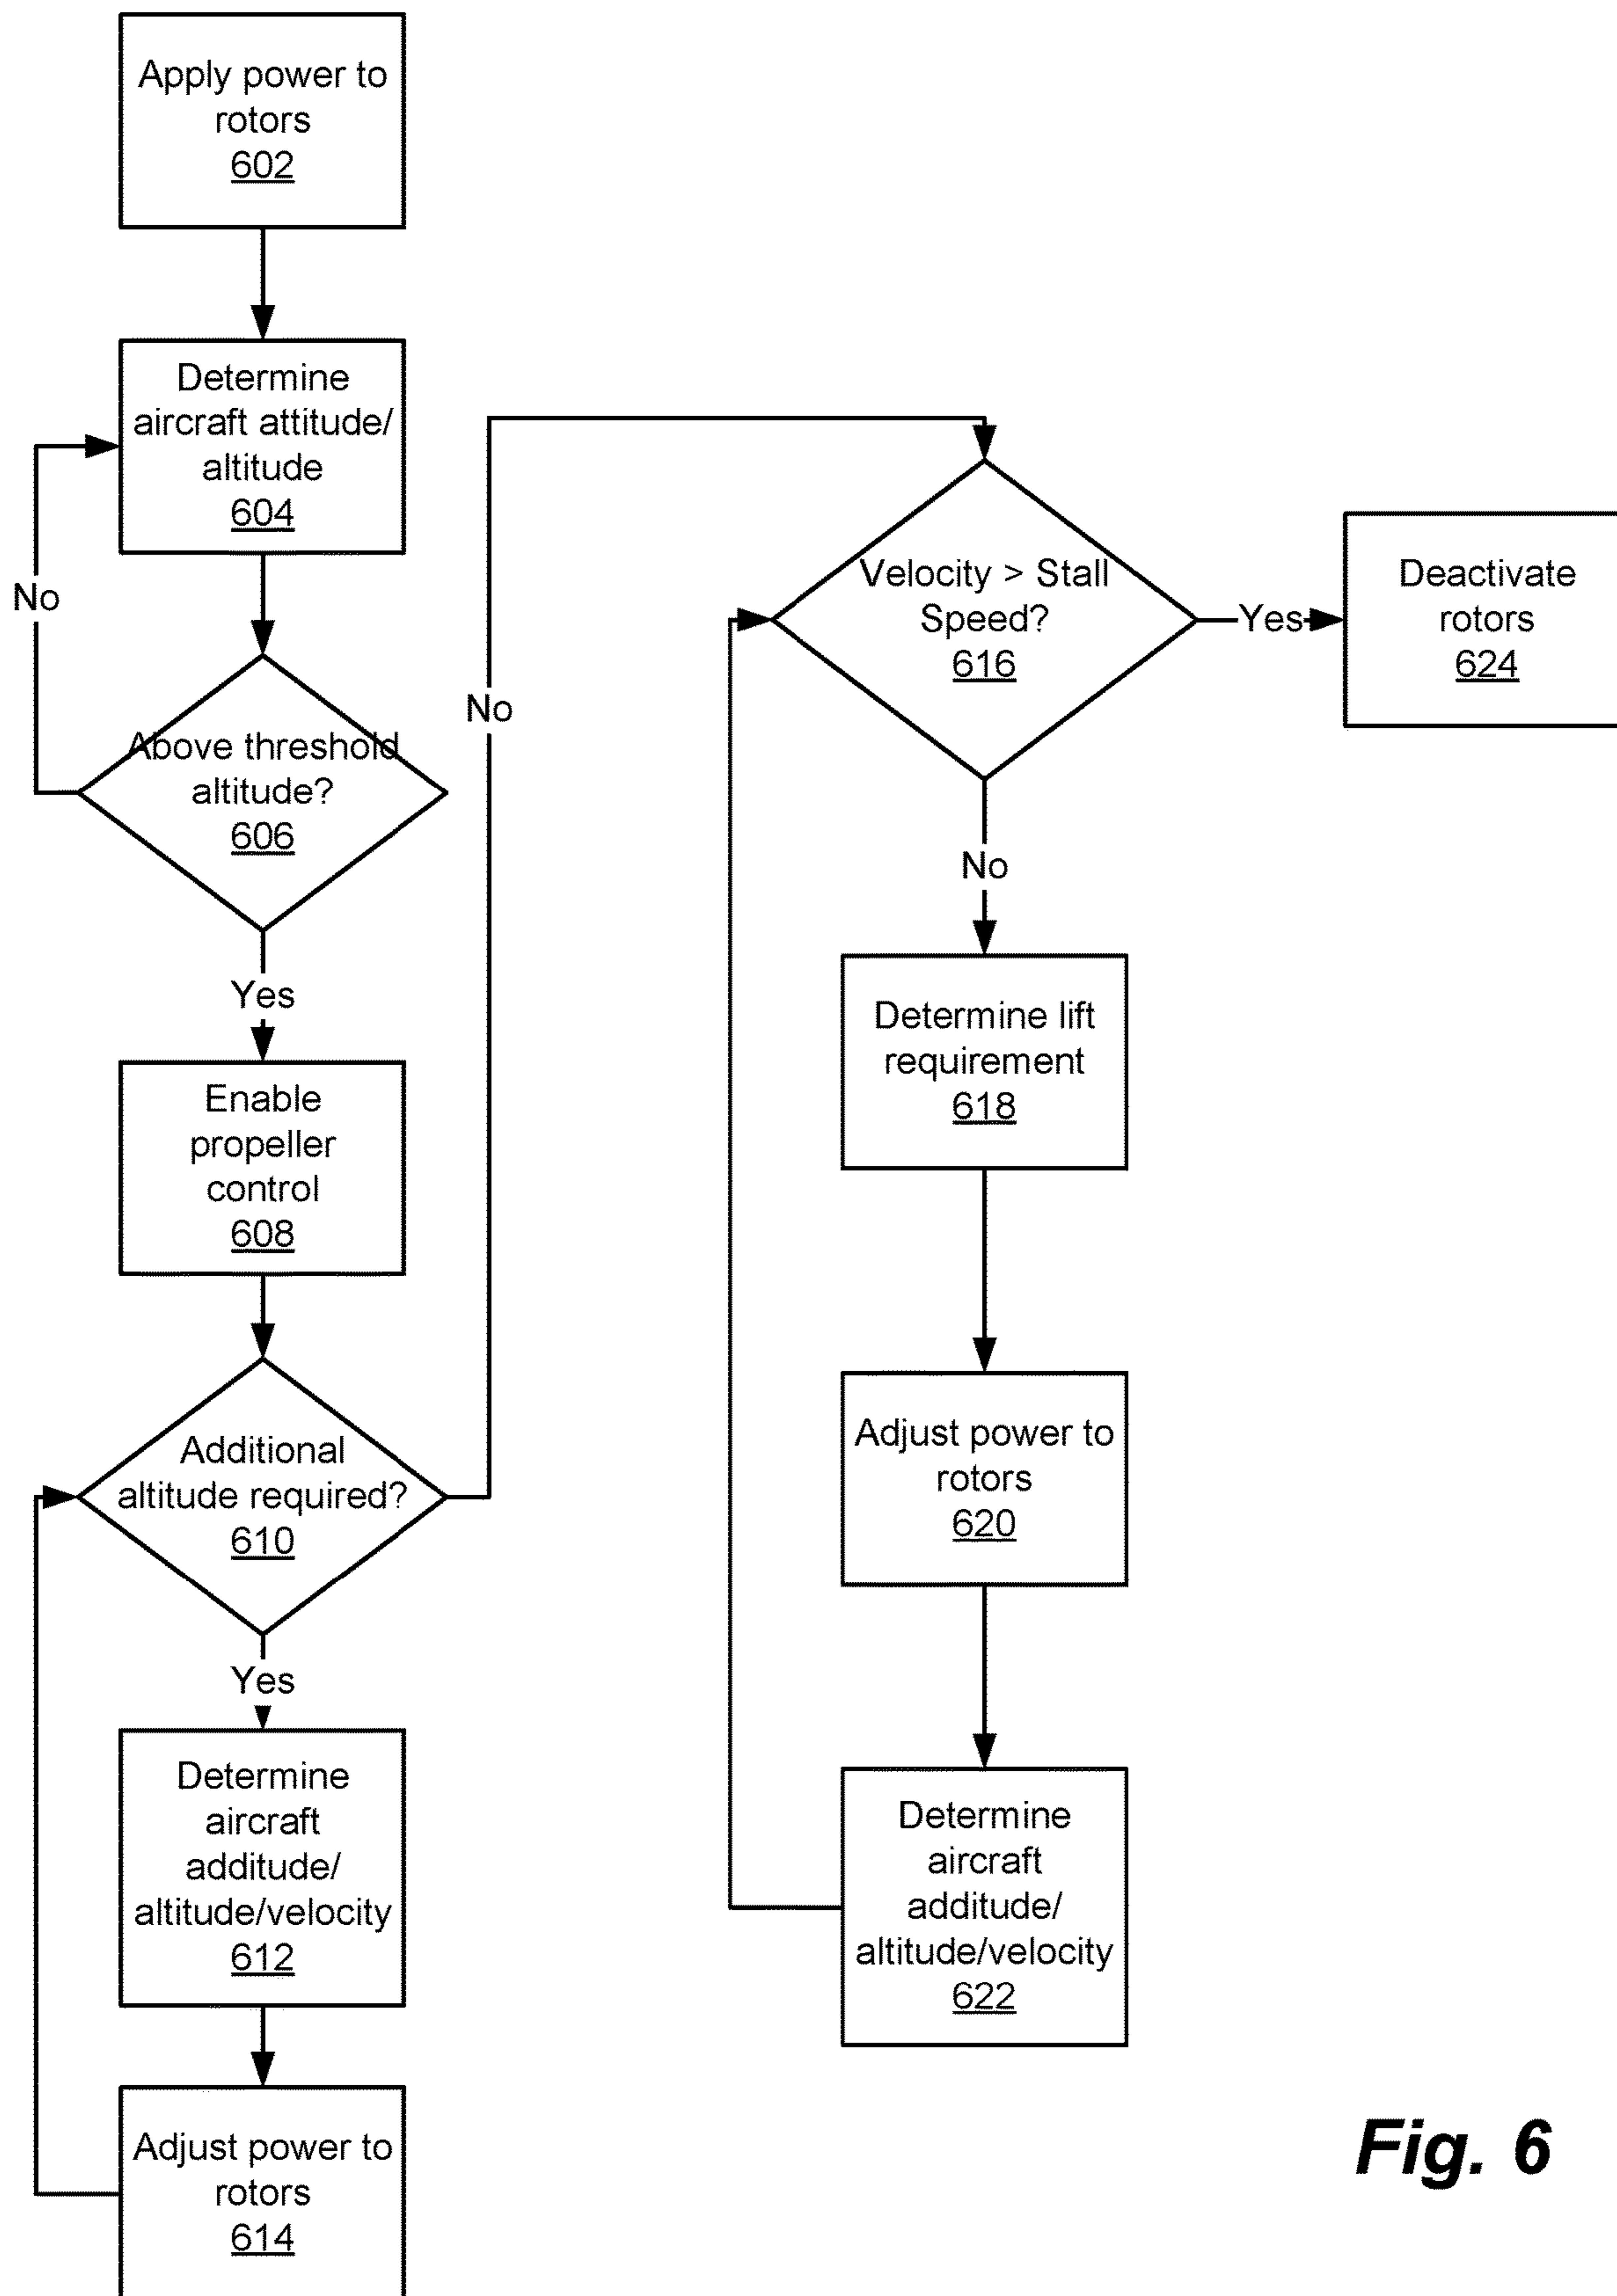 Apply power to
rotors
602
Determine
aircraft attitude/
altitude
604
No
Above threshold
altitude?
606
Yes
Enable
propeller
control
608
Additional
altitude required?
610
No
Yes
Determine
aircraft
additude/
altitude/velocity
612
Adjust power to
rotors
614
Velocity > Stall
Speed?
616
Yes
Deactivate
rotors
624
No
Determine lift
requirement
618
Adjust power to
rotors
620
Determine
aircraft
additude/
altitude/velocity
622
Fig. 6